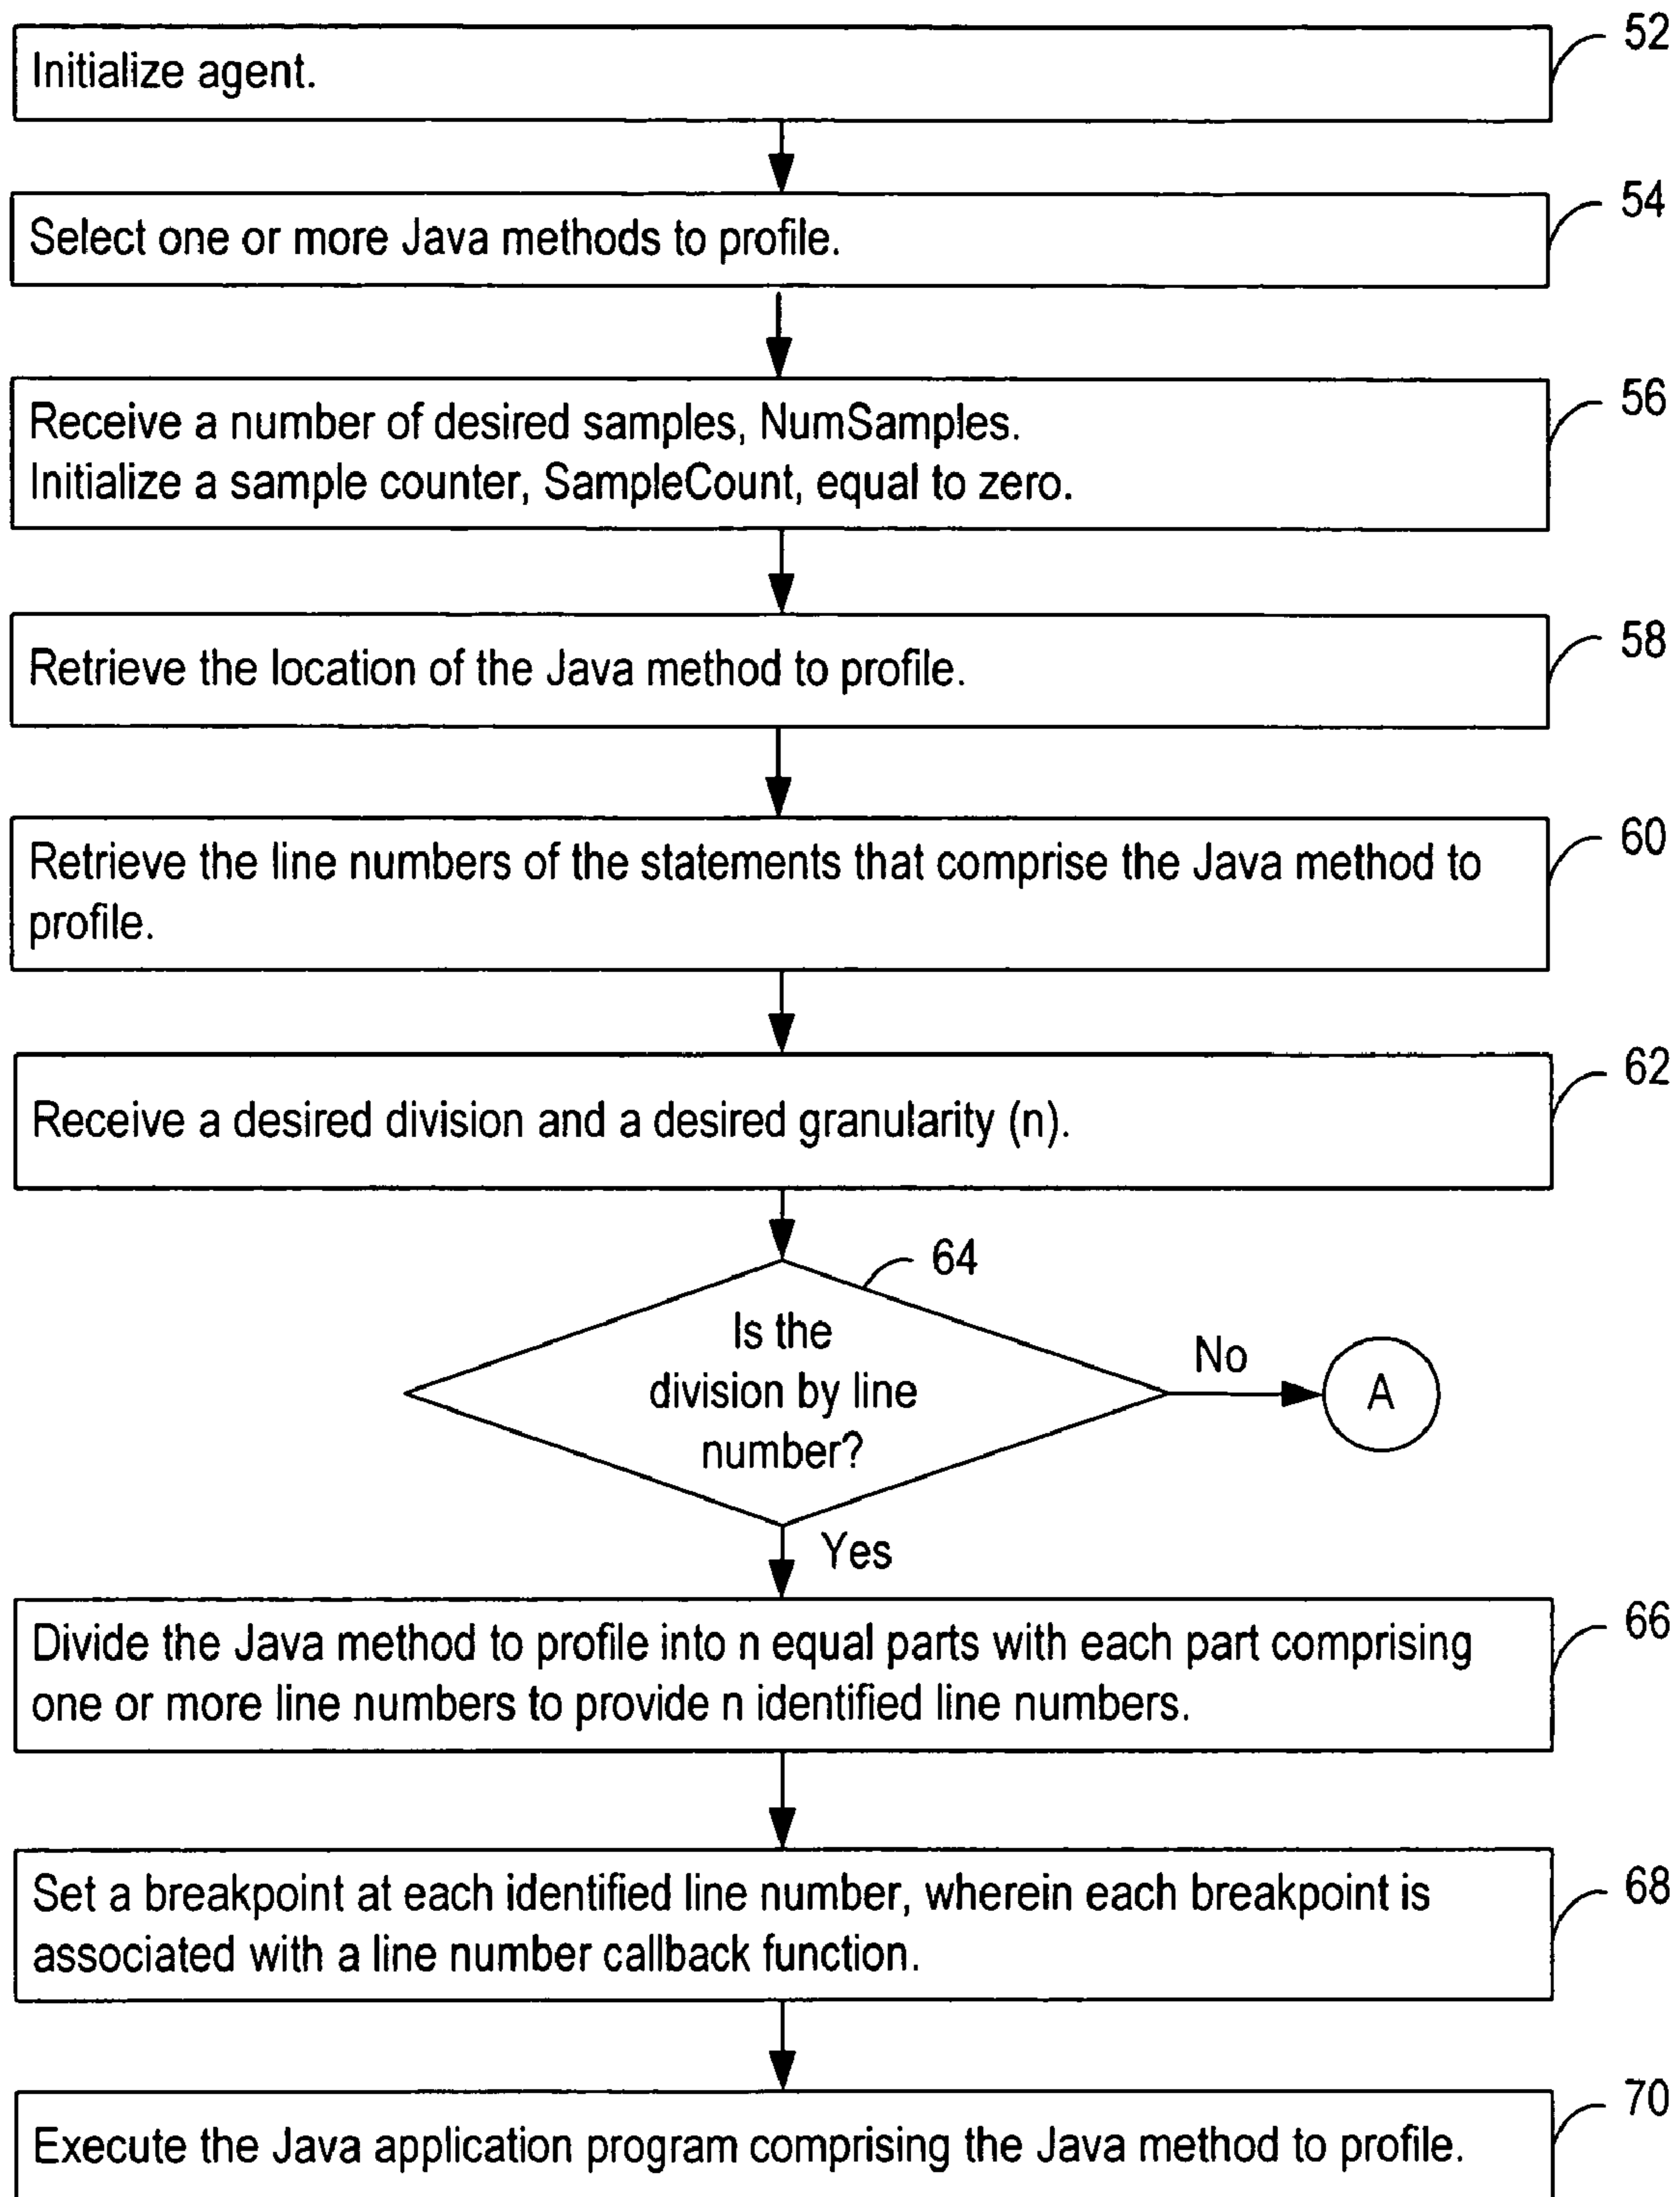 52
Initialize agent.
54
Select one or more Java methods to profile.
56
Receive a number of desired samples, NumSamples.
Initialize a sample counter, SampleCount, equal to zero.
58
Retrieve the location of the Java method to profile.
60
Retrieve the line numbers of the statements that comprise the Java method to
profile.
62
Receive a desired division and a desired granularity (n).
64
Is the
division by line
number?
No
A
Yes
66
Divide the Java method to profile into n equal parts with each part comprising
one or more line numbers to provide n identified line numbers.
68
Set a breakpoint at each identified line number, wherein each breakpoint is
associated with a line number callback function.
70
Execute the Java application program comprising the Java method to profile.